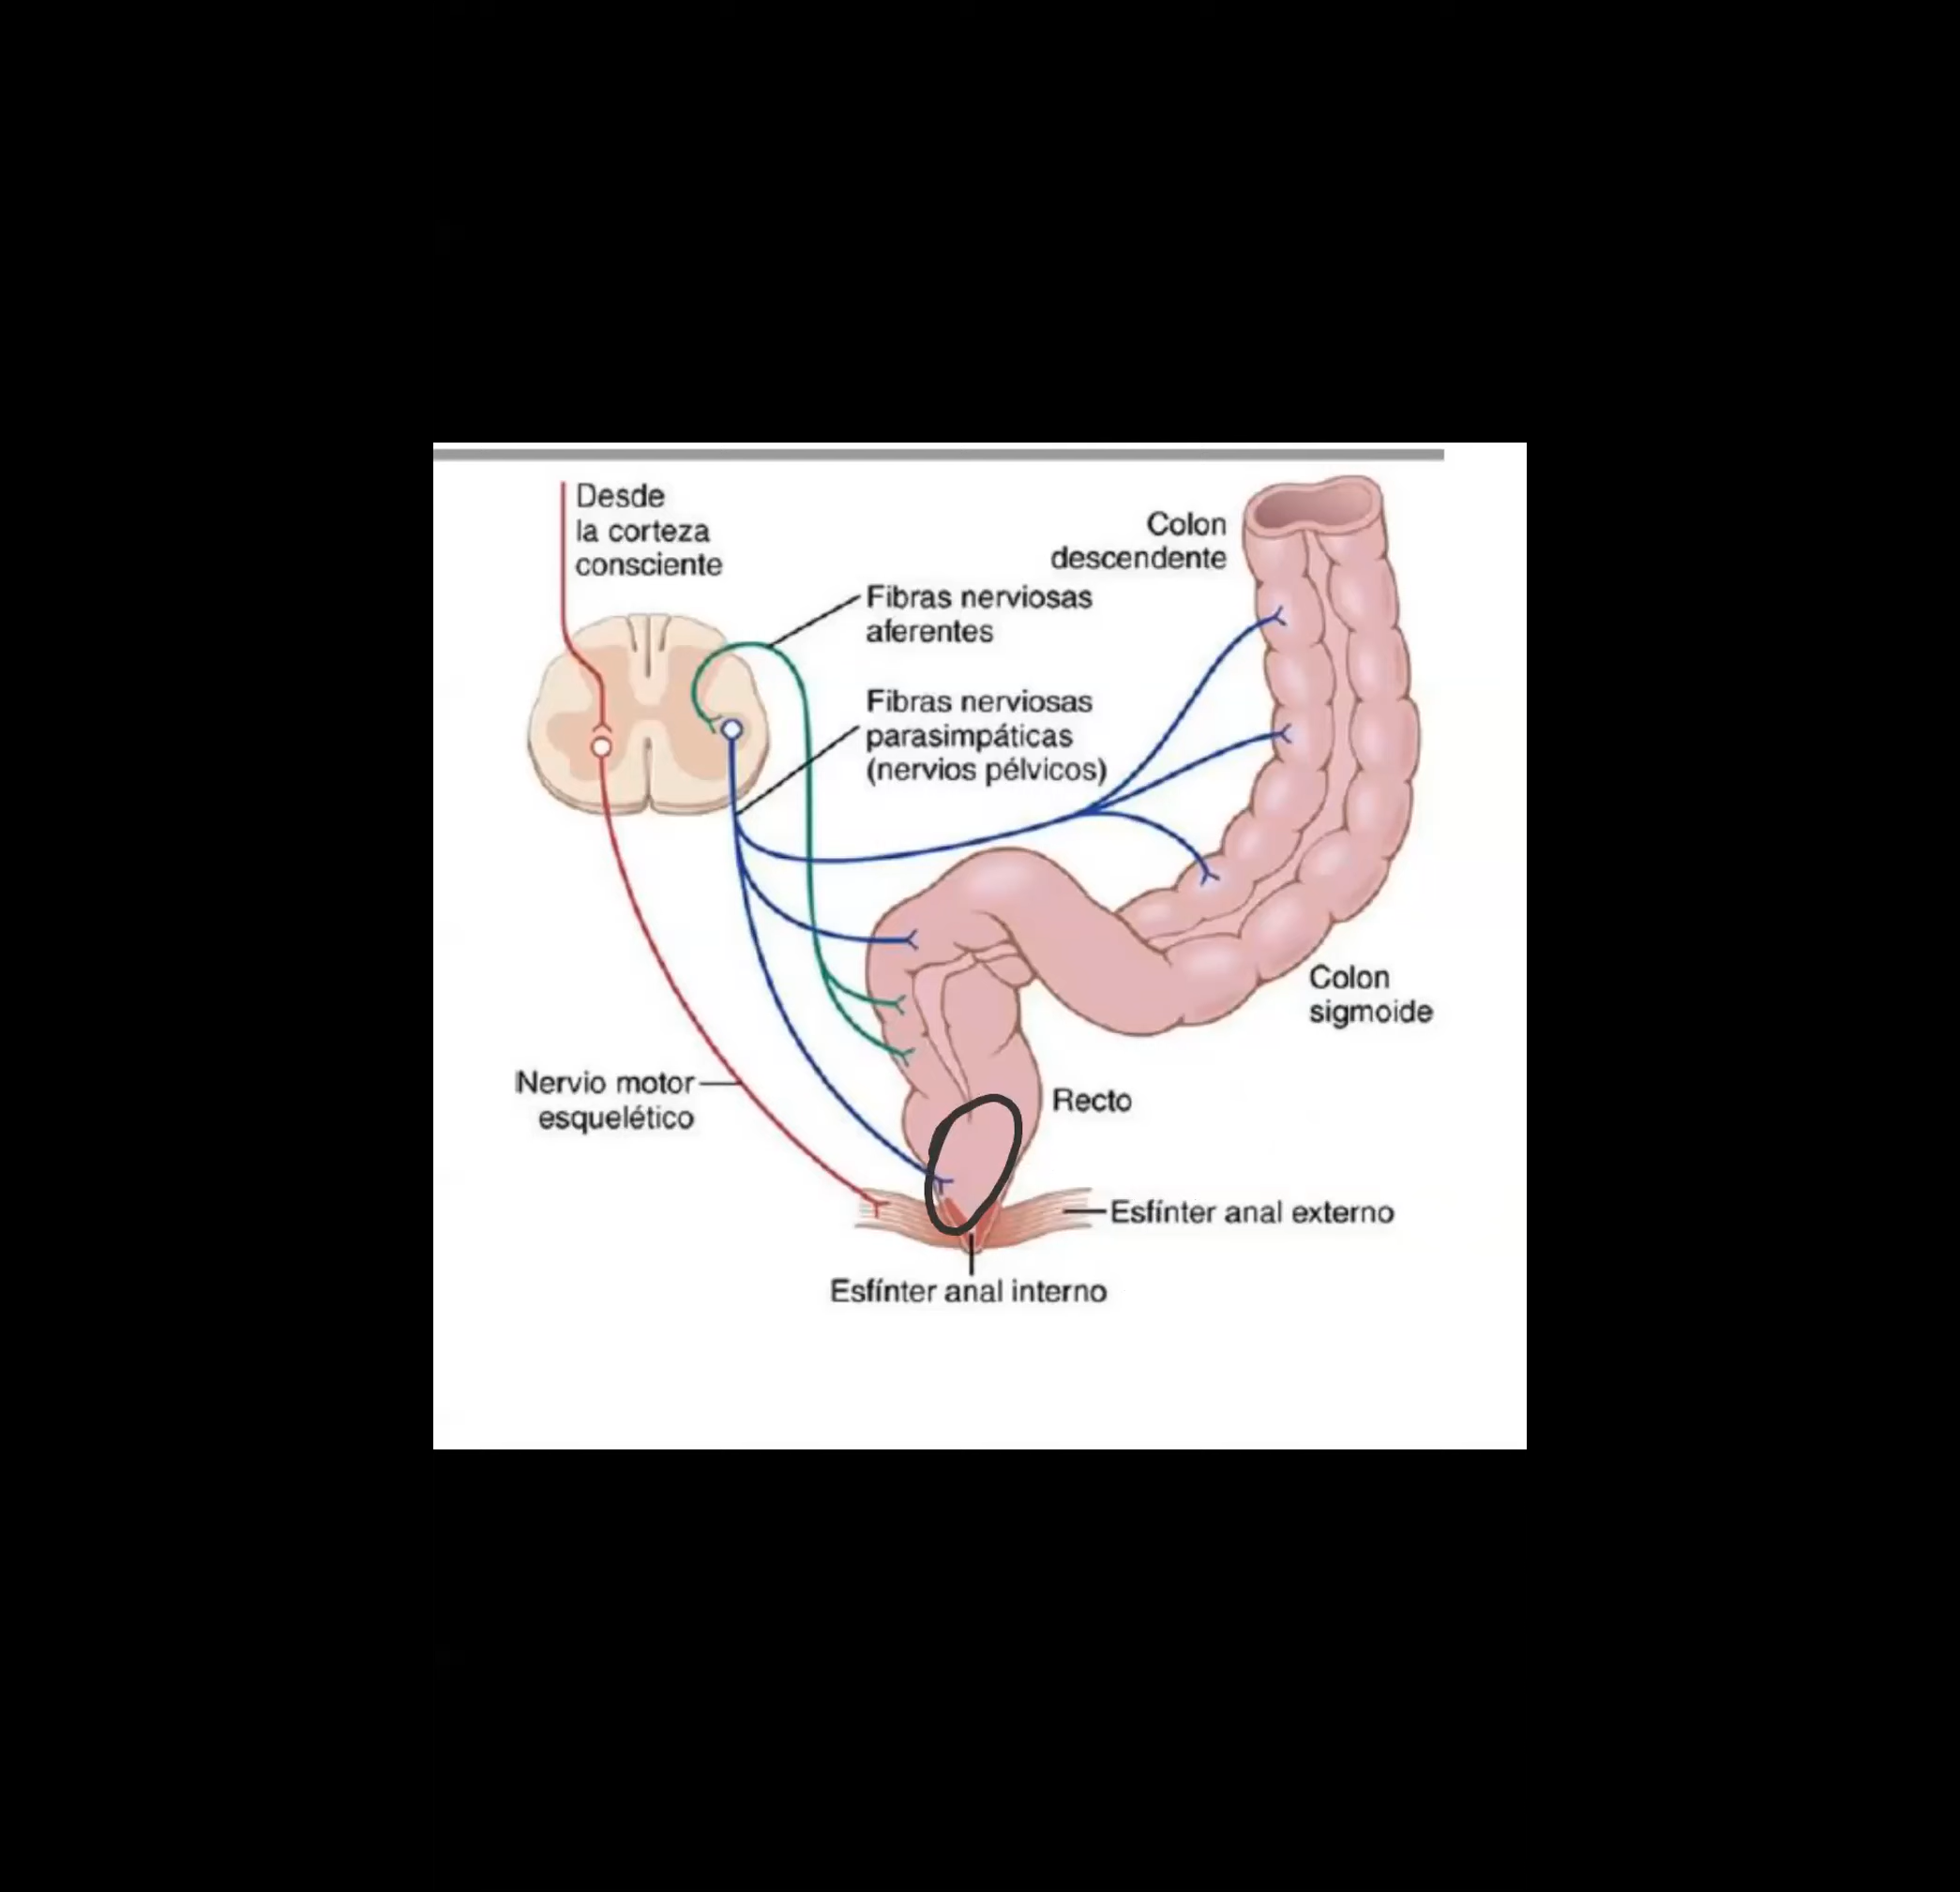 Desde
la corteza
consciente
Colon
descendente
Fibras nerviosas
aferentes
Fibras nerviosas
parasimpáticas
(nervios pélvicos)
Colon
sigmoide
Nervio motor
esquelético
Recto
Esfínter anal externo
Esfínter anal interno